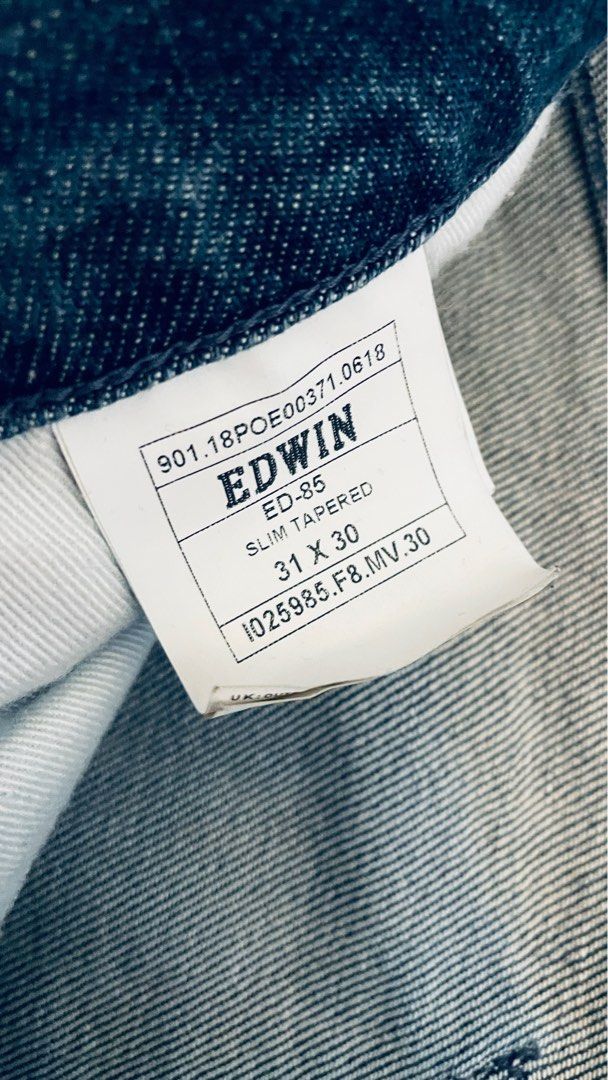 901.18POE00371.0618
EDWIN
ED-85
SLIM TAPERED
31 X 30
I025985.F8.MV.30